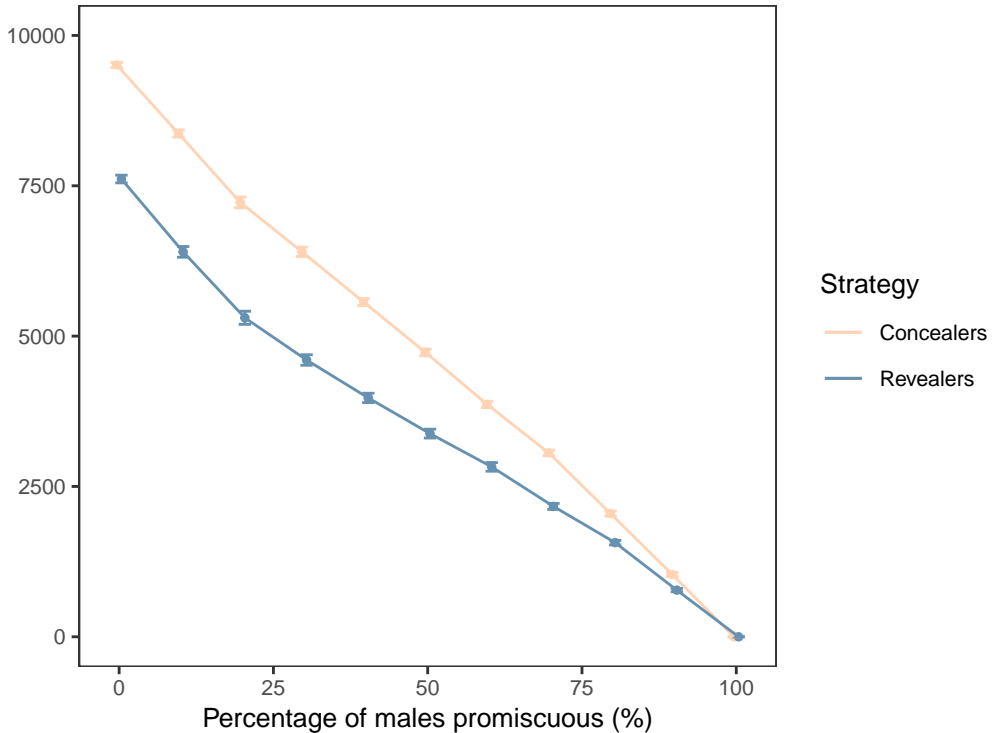 10000
7500
5000
2500
0
0 25 50 75 100
Percentage of males promiscuous (%)
Strategy
Concealers
Revealers